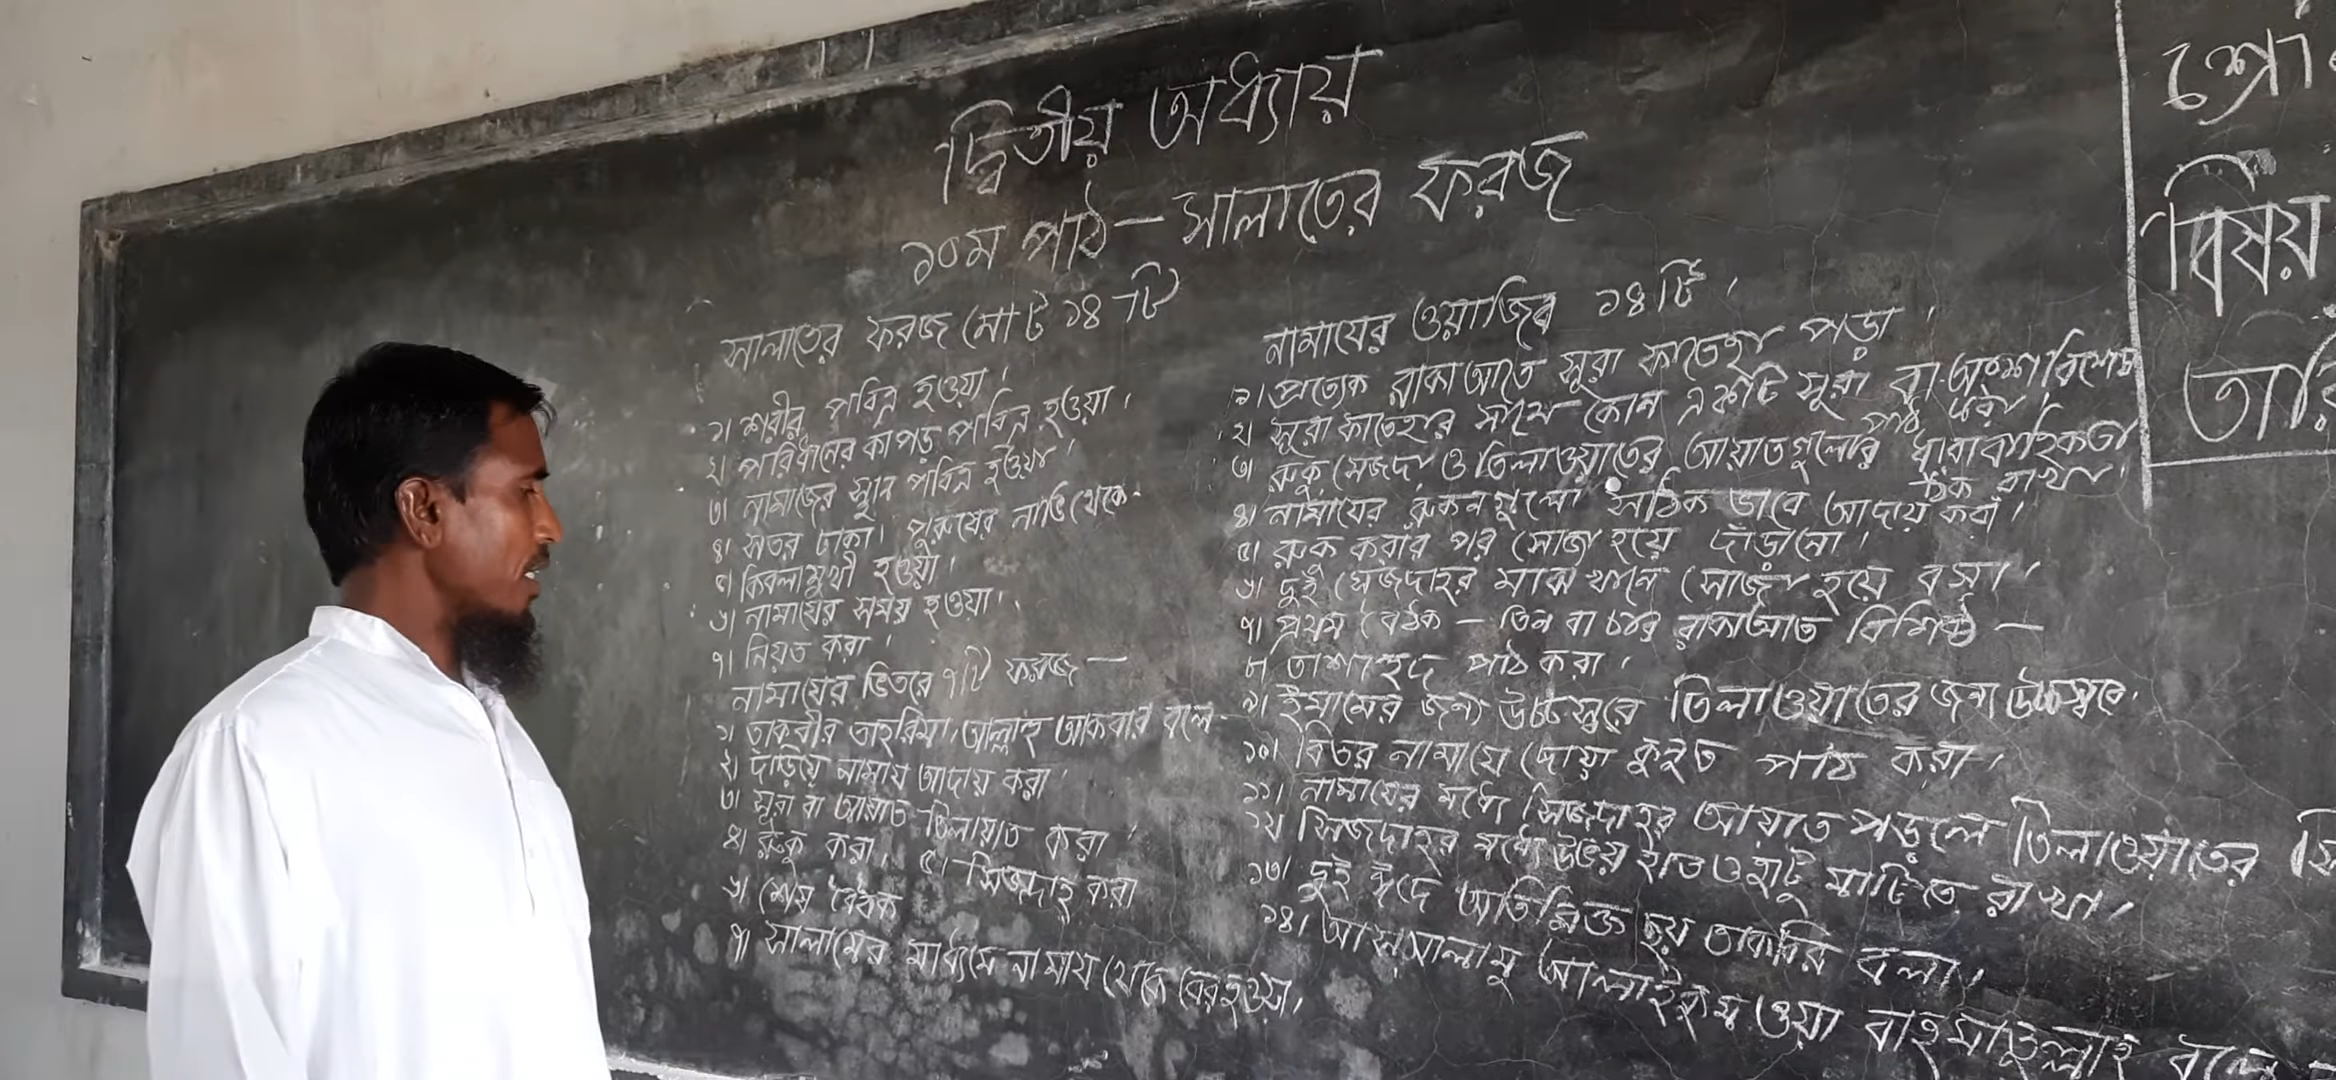 দ্বিতীয় অধ্যায়
১০ম পাঠ - সালাতের ফরজ
সালাতের ফরজ মোট ১৪ টি
১। শরীর পবিত্র হওয়া।
২। পরিধানের কাপড় পবিত্র হওয়া।
৩। নামাজের স্থান পবিত্র হওয়া।
৪। সতর ঢাকা। পুরুষের নাভি থেকে-
৫। কিবলামুখী হওয়া।
৬। নামাযের সময় হওয়া।
৭। নিয়ত করা।
নামাযের ভিতরে ৭টি ফরজ —
১। তাকবীর তাহরিমা, আল্লাহু আকবার বলে-
২। দাঁড়িয়ে নামায আদায় করা।
৩। সূরা বা আয়াত তিলায়াত করা।
৪। রুকু করা। ৫। সিজদাহ্ করা
৬। শেষ বৈঠক
৭। সালামের মাধ্যমে নামায থেকে বের হওয়া।
নামাযের ওয়াজিব ১৪টি।
১। প্রত্যেক রাকাআতে সূরা ফাতেহা পড়া।
২। সূরা ফাতেহার সাথে কোন একটি সূরা বা অংশ বিশেষ পাঠ করা।
৩। রুকু, সেজদা, ও তিলাওয়াতের আয়াতগুলোর ধারাবাহিকতা ঠিক রাখা।
৪। নামাযের রুকনগুলো সঠিক ভাবে আদায় করা।
৫। রুকু করার পর সোজা হয়ে দাঁড়ানো।
৬। দুই সেজদাহর মাঝখানে সোজা হয়ে বসা।
৭। প্রথম বৈঠক — তিন বা চার রাকাআত বিশিষ্ট —
৮। তাশাহুদ পাঠ করা।
৯। ইমামের জন্য উচ্চস্বরে তিলাওয়াতের জন্য উচ্চস্বরে।
১০। বিতর নামাযে দোয়া কুনুত পাঠ করা।
১১। নামাযের মধ্যে সিজদাহর আয়াত পড়লে তিলাওয়াতের সি
১২। সিজদাহর মধ্যে উভয় হাত ও হাটু মাটিতে রাখা।
১৩। দুই ঈদে অতিরিক্ত ছয় তাকবির বলা।
১৪। আস্সালামু আলাইকুম ওয়া রাহমাতুল্লাহ বলে
শ্রেণি
বিষয়
তারি